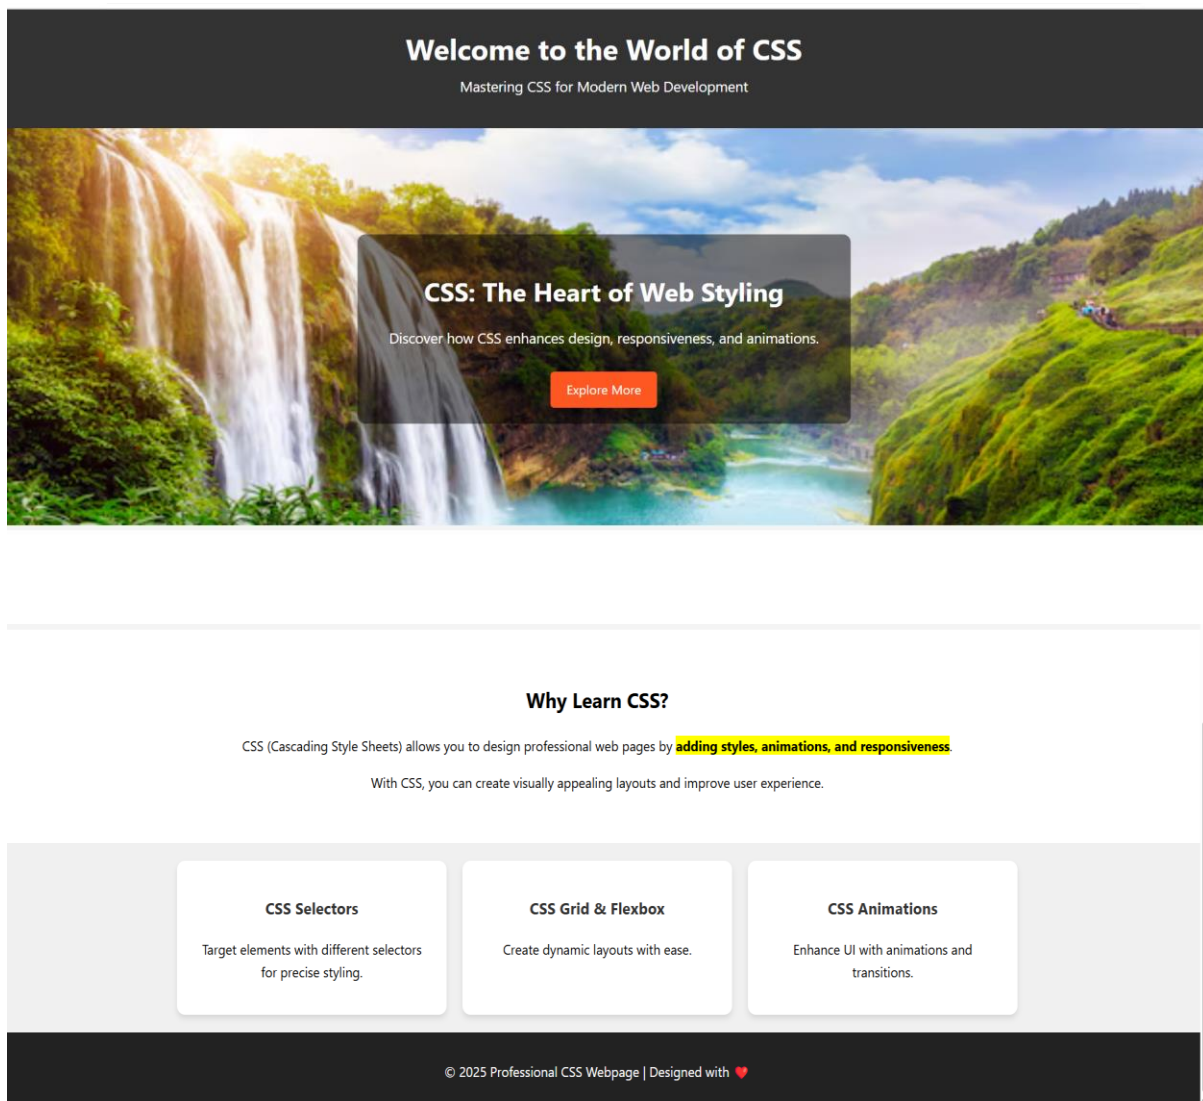 Welcome to the World of CSS
Mastering CSS for Modern Web Development
CSS: The Heart of Web Styling
Discover how CSS enhances design, responsiveness, and animations.
Explore More
Why Learn CSS?
CSS (Cascading Style Sheets) allows you to design professional web pages by adding styles, animations, and responsiveness.
With CSS, you can create visually appealing layouts and improve user experience.
CSS Selectors
Target elements with different selectors
for precise styling.
CSS Grid & Flexbox
Create dynamic layouts with ease.
CSS Animations
Enhance UI with animations and
transitions.
© 2025 Professional CSS Webpage | Designed with ❤️